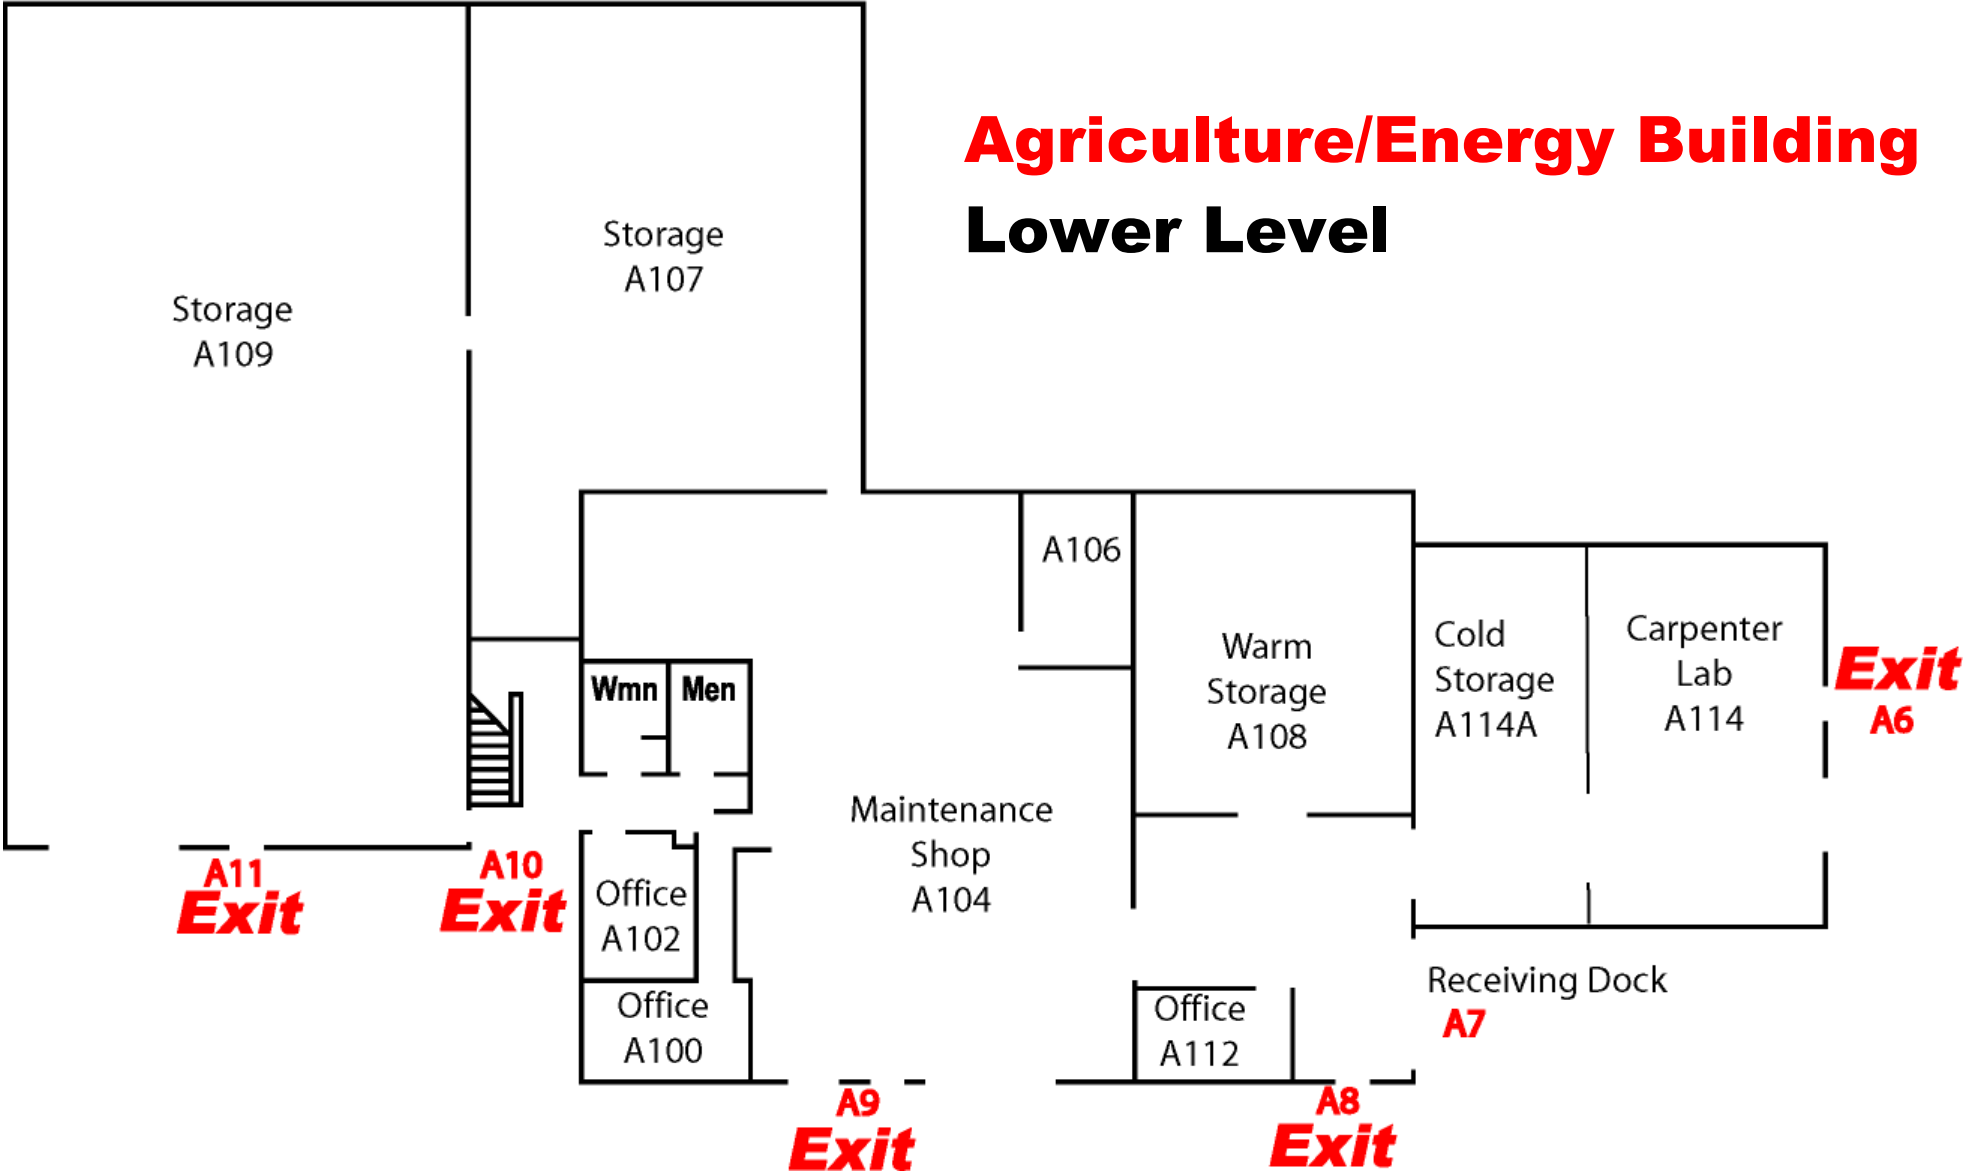 Agriculture/Energy Building
Lower Level
Storage
A109
Storage
A107
A106
Warm
Storage
A108
Cold
Storage
A114A
Carpenter
Lab
A114
Exit
A6
Wmn
Men
Maintenance
Shop
A104
A11
Exit
A10
Exit
Office
A102
Office
A100
Office
A112
Receiving Dock
A7
A9
Exit
A8
Exit